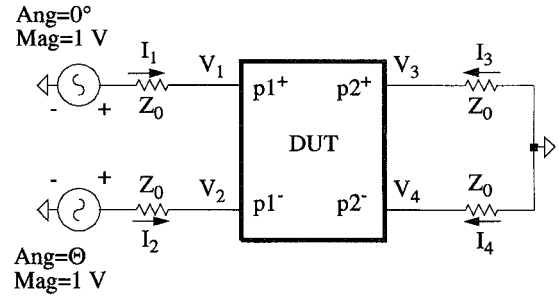 Ang=0°
Mag=1 V
I₁
V₁
V₃
I₃
- +
Z₀
p1⁺ p2⁺
Z₀
DUT
- +
Z₀
V₂
p1⁻ p2⁻
V₄
Z₀
I₂
I₄
Ang=Θ
Mag=1 V